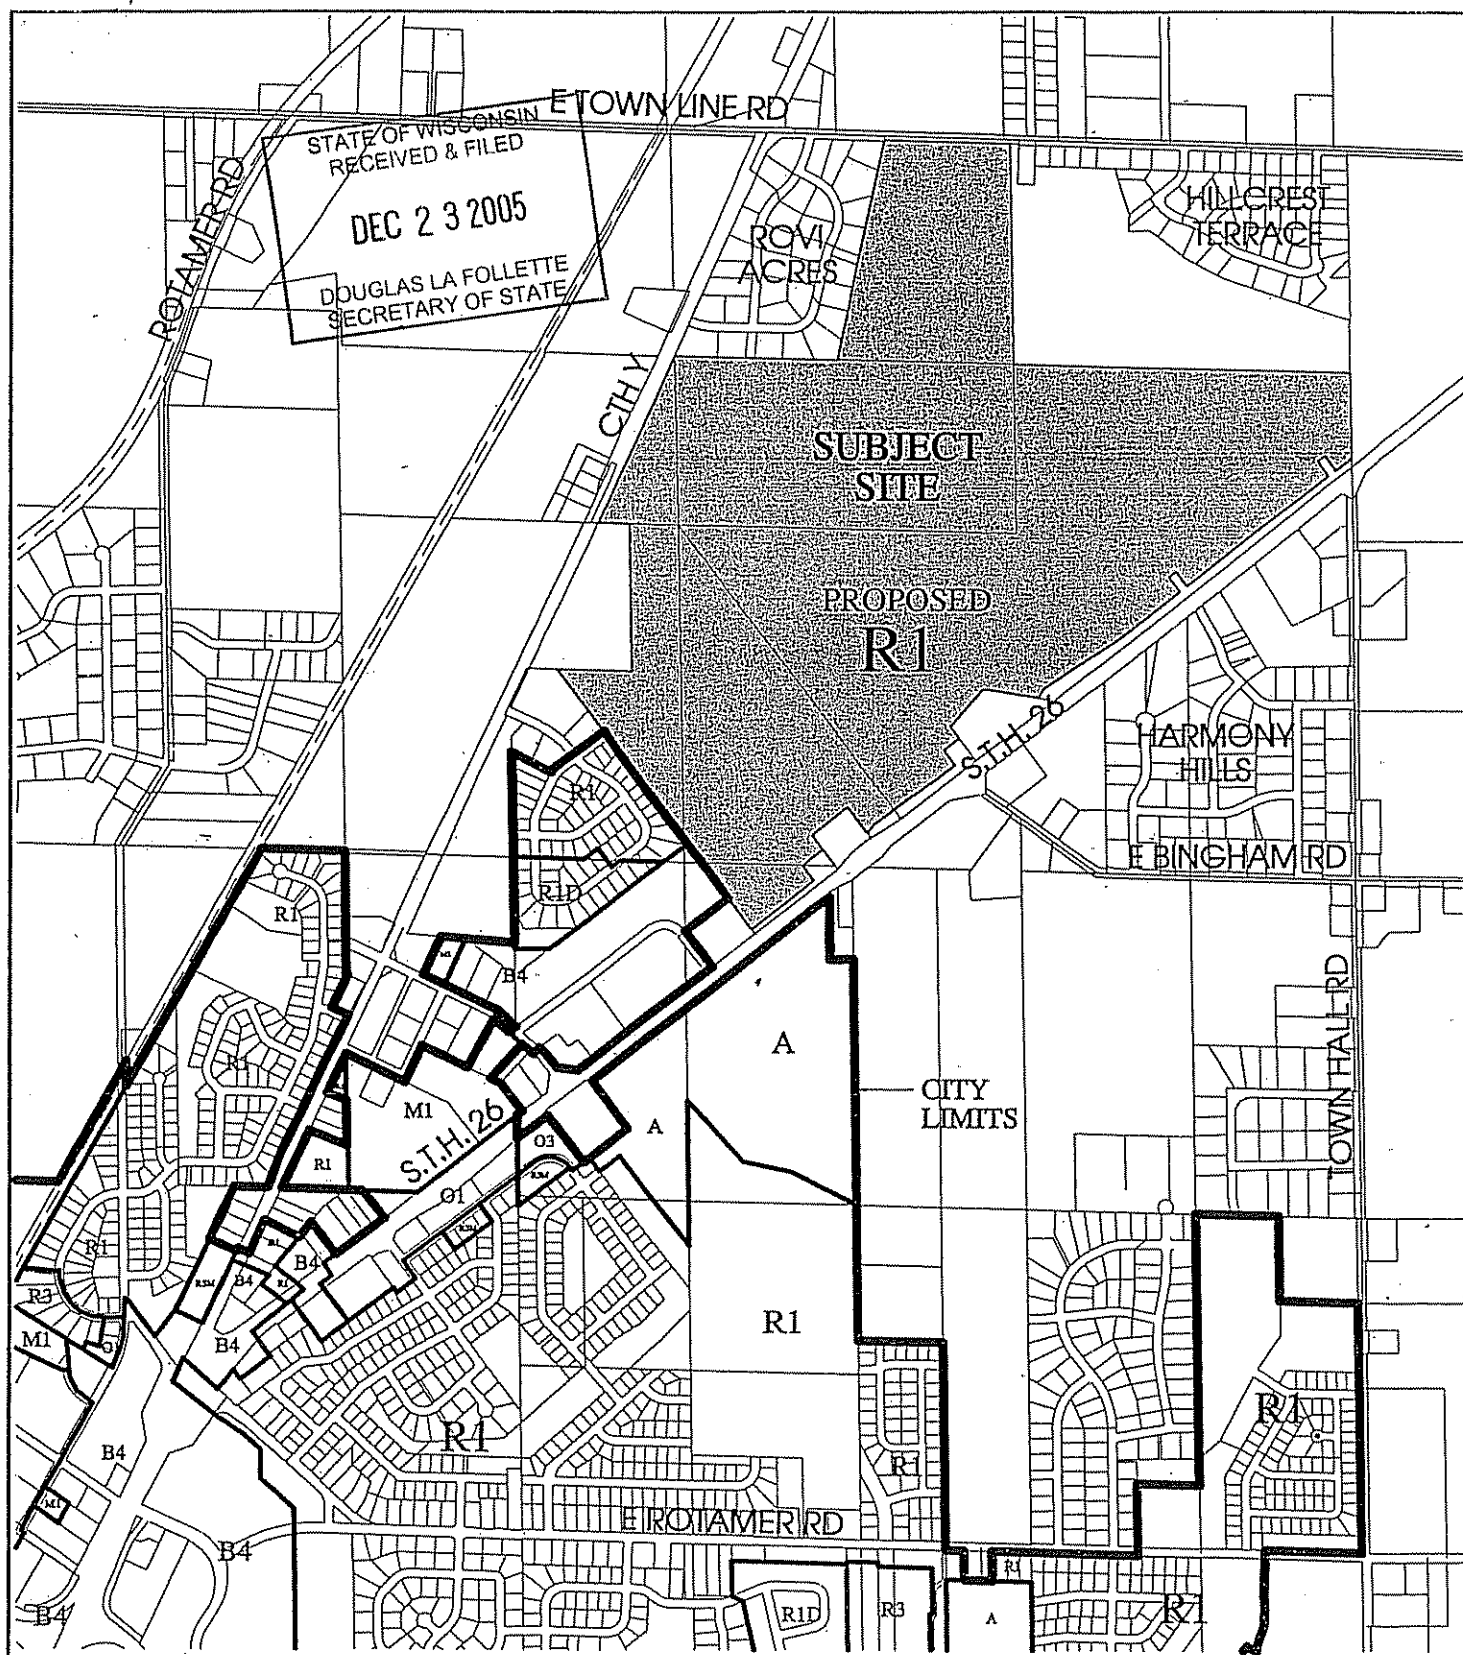 E TOWN LINE RD
STATE OF WISCONSIN
RECEIVED & FILED
DEC 23 2005
DOUGLAS LA FOLLETTE
SECRETARY OF STATE
ROTAMER RD
ROVI
ACRES
HILLCREST
TERRACE
CTH Y
SUBJECT
SITE
PROPOSED
R1
S.T.H. 26
HARMONY
HILLS
R1
E BINGHAM RD
R1D
R1
B4
TOWN HALL RD
A
R1
CITY
LIMITS
M1
S.T.H. 26
A
O3
R1
O1
R1
B4
R3
B4
R1
M1
B4
R1
R1
B4
R1
E ROTAMER RD
B4
R1
B4
R1D
R3
A
R1